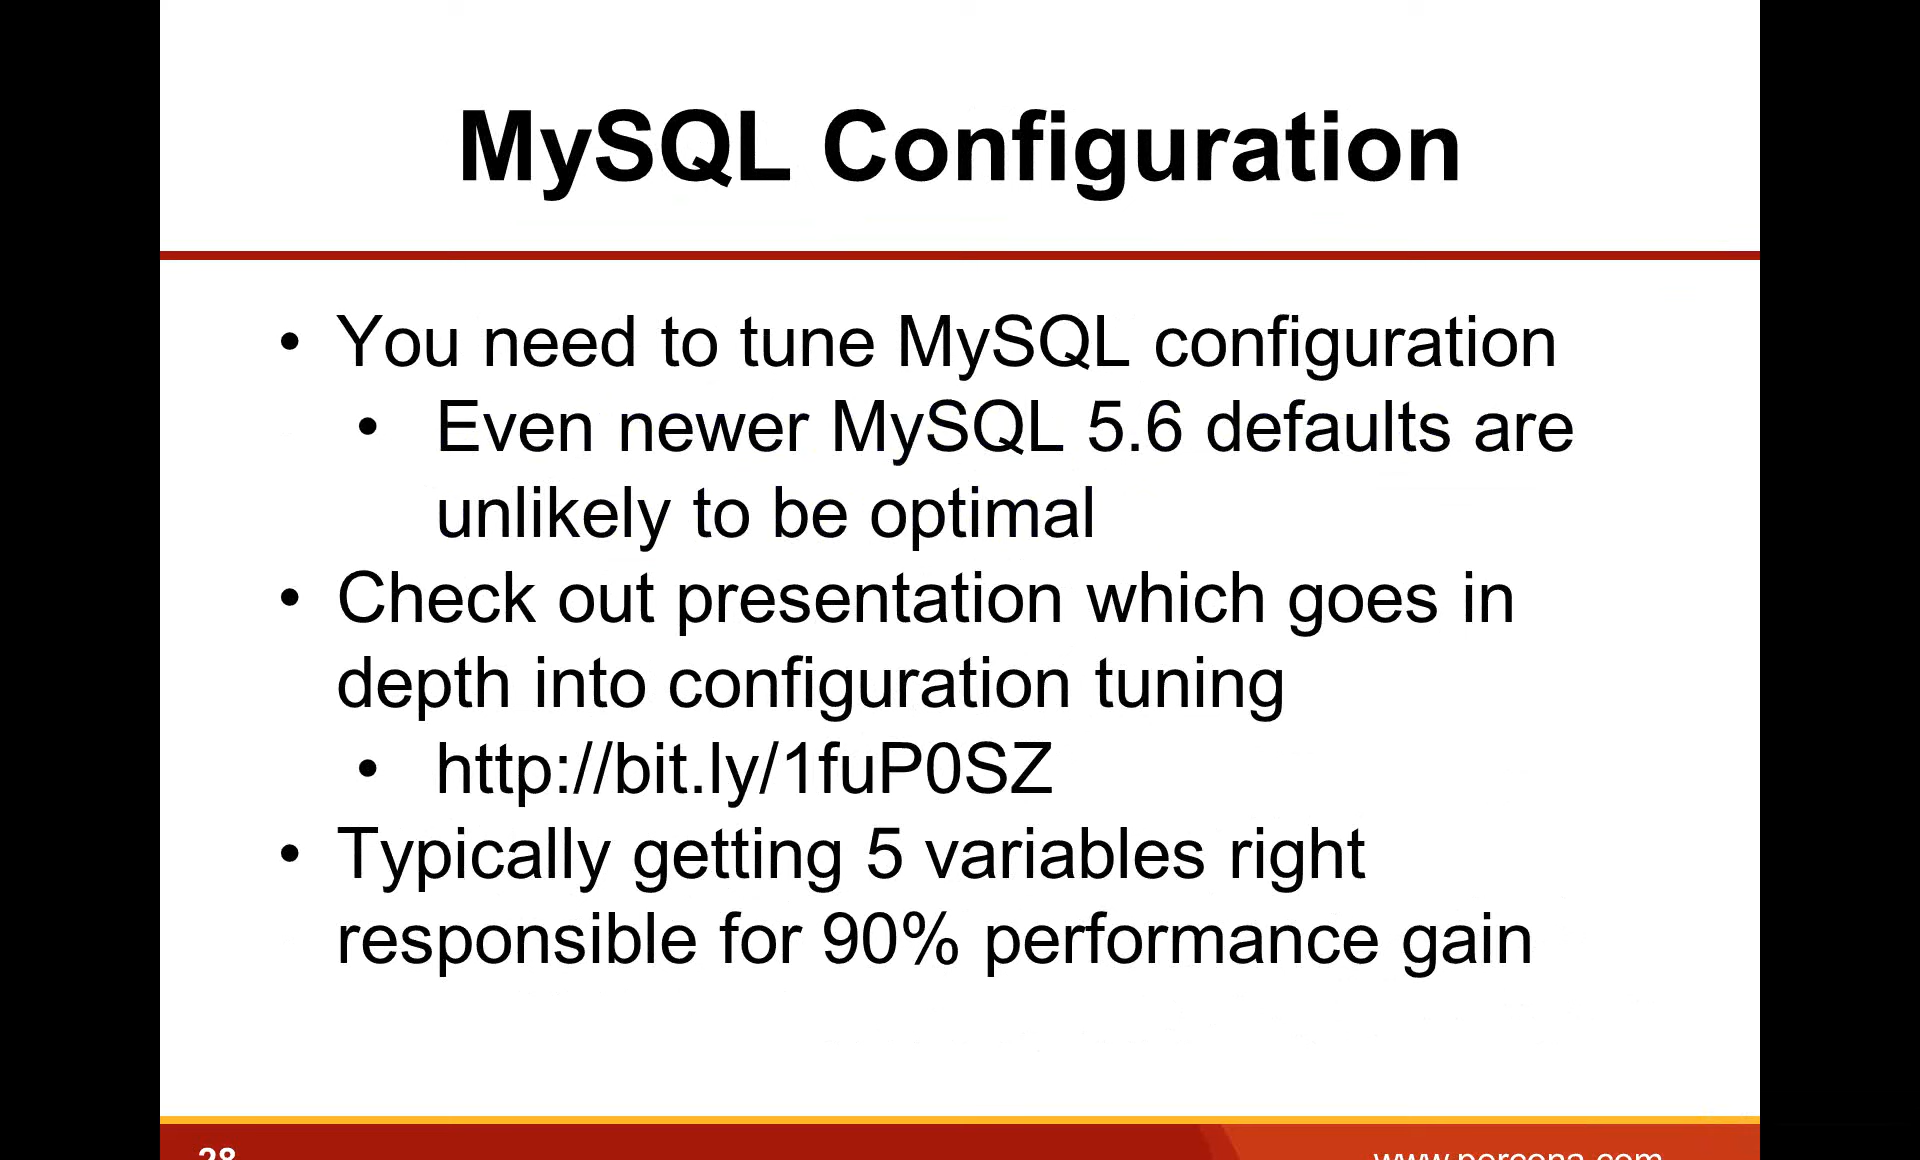 MySQL Configuration
• You need to tune MySQL configuration
• Even newer MySQL 5.6 defaults are
unlikely to be optimal
• Check out presentation which goes in
depth into configuration tuning
• http://bit.ly/1fuP0SZ
• Typically getting 5 variables right
responsible for 90% performance gain
28
www.percona.com